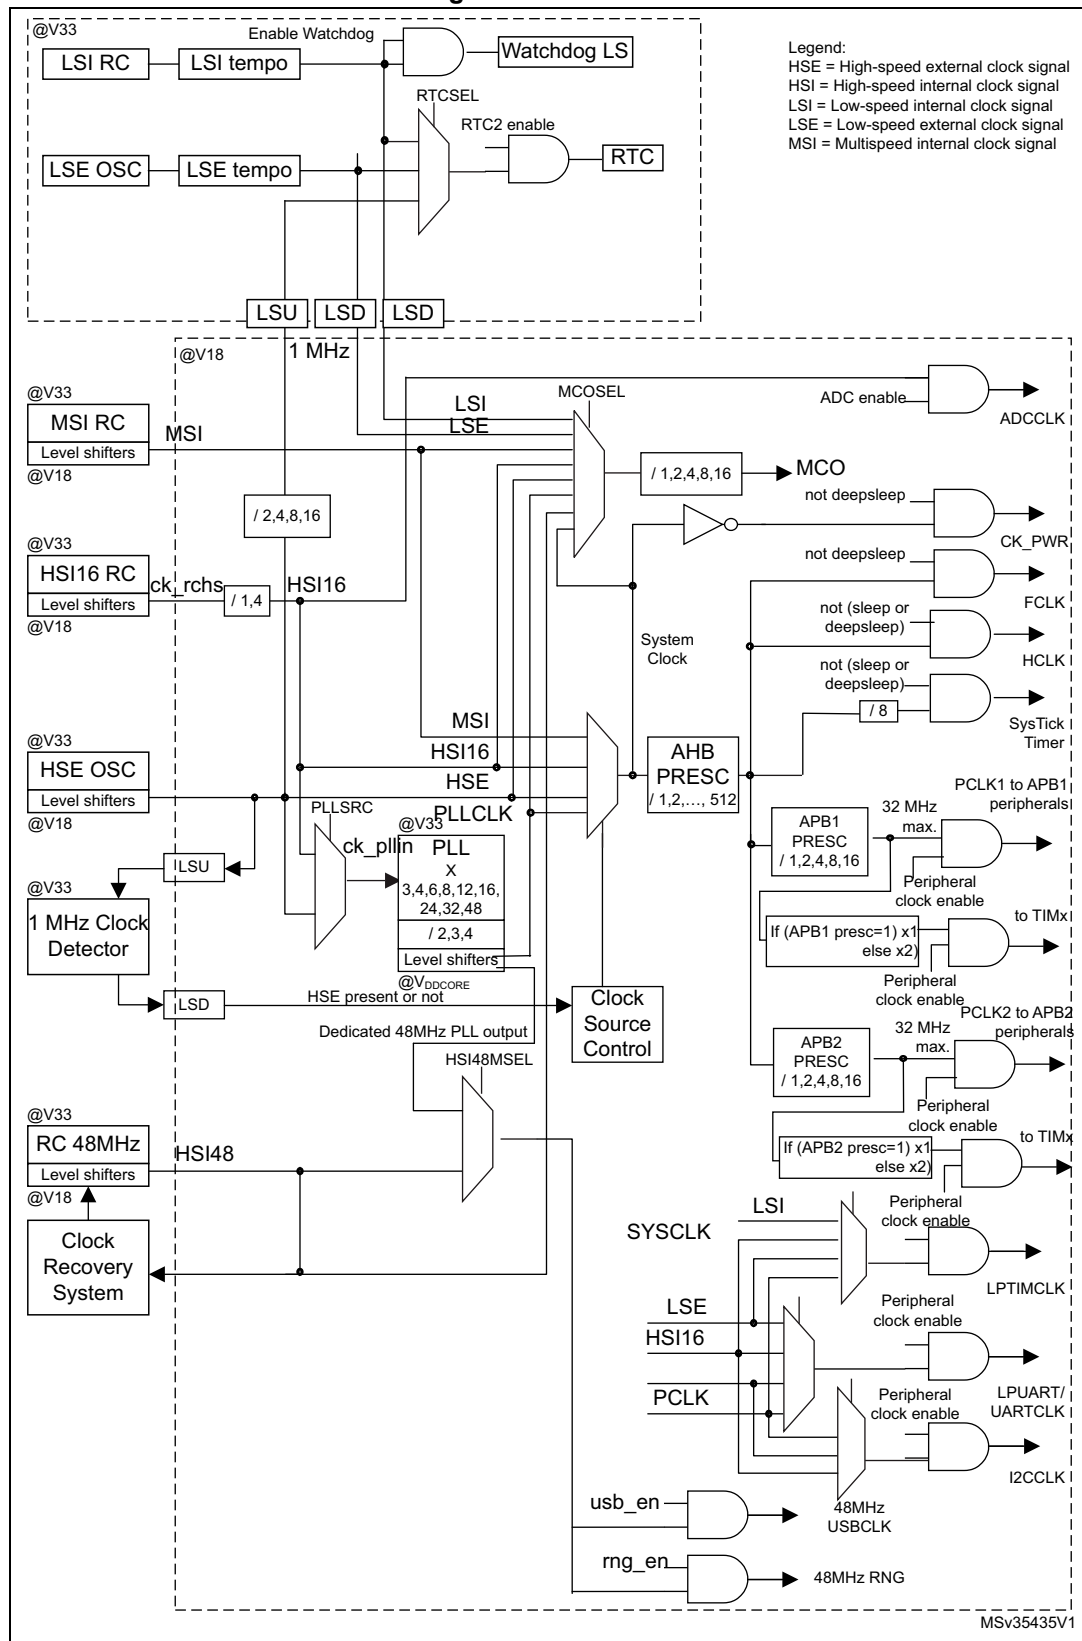 @V33
Enable Watchdog
LSI RC
LSI tempo
Watchdog LS
Legend:
HSE = High-speed external clock signal
HSI = High-speed internal clock signal
LSI = Low-speed internal clock signal
LSE = Low-speed external clock signal
MSI = Multispeed internal clock signal
RTCSEL
RTC2 enable
LSE OSC
LSE tempo
RTC
LSU
LSD
LSD
@V18
1 MHz
@V33
MSI RC
Level shifters
@V18
MSI
LSI
LSE
MCOSEL
ADC enable
ADCCLK
/ 1,2,4,8,16
MCO
/ 2,4,8,16
not deepsleep
CK_PWR
@V33
HSI16 RC
Level shifters
@V18
ck_rchs
/ 1,4
HSI16
not deepsleep
FCLK
not (sleep or
deepsleep)
HCLK
System
Clock
not (sleep or
deepsleep)
/ 8
SysTick
Timer
@V33
HSE OSC
Level shifters
@V18
MSI
HSI16
HSE
PLLCLK
AHB
PRESC
/ 1,2,..., 512
PLLSRC
ck_pllin
@V33
PLL
X
3,4,6,8,12,16,
24,32,48
/ 2,3,4
Level shifters
@VDDCORE
PCLK1 to APB1
peripherals
32 MHz
max.
APB1
PRESC
/ 1,2,4,8,16
Peripheral
clock enable
LSU
@V33
1 MHz Clock
Detector
LSD
HSE present or not
Clock
Source
Control
to TIMx
If (APB1 presc=1) x1
else x2)
Peripheral
clock enable
PCLK2 to APB2
peripherals
Dedicated 48MHz PLL output
HSI48MSEL
32 MHz
max.
APB2
PRESC
/ 1,2,4,8,16
Peripheral
clock enable
@V33
RC 48MHz
Level shifters
@V18
HSI48
to TIMx
If (APB2 presc=1) x1
else x2)
Peripheral
clock enable
Clock
Recovery
System
LSI
SYSCLK
LPTIMCLK
LSE
HSI16
PCLK
Peripheral
clock enable
LPUART/
UARTCLK
Peripheral
clock enable
I2CCLK
usb_en
48MHz
USBCLK
rng_en
48MHz RNG
MSv35435V1